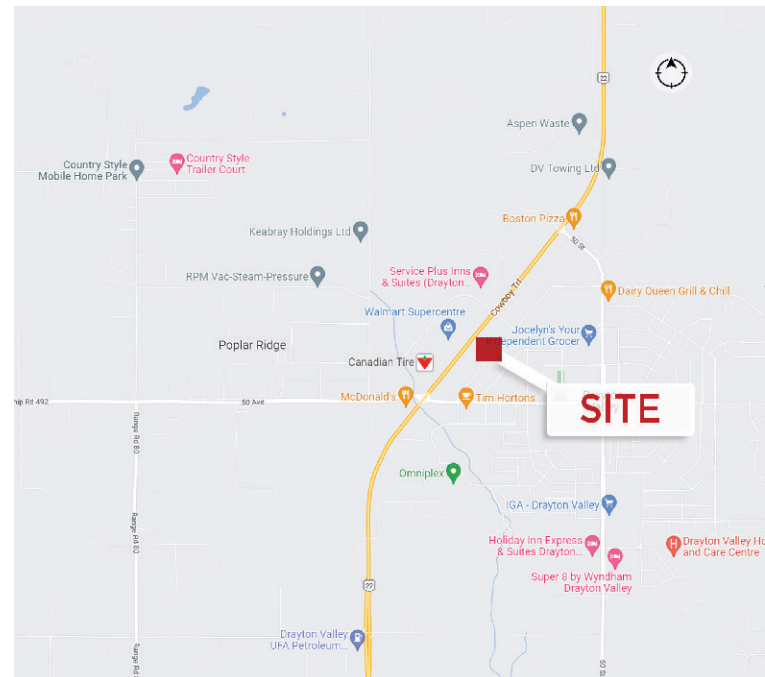 22
Aspen Waste
Country Style
Mobile Home Park
Country Style
Trailer Court
DV Towing Ltd
Boston Pizza
Keabray Holdings Ltd
50 St
RPM Vac-Steam-Pressure
Service Plus Inns
& Suites (Drayton...
Cowboy Trl
Dairy Queen Grill & Chill
Walmart Supercentre
Jocelyn's Your
Independent Grocer
Poplar Ridge
Canadian Tire
McDonald's
Tim Hortons
SITE
hip Rd 492
50 Ave
Range Rd 80
Omniplex
IGA - Drayton Valley
Range Rd 80
Holiday Inn Express
& Suites Drayton...
H
Drayton Valley Ho
and Care Centre
Super 8 by Wyndham
Drayton Valley
22
Drayton Valley
UFA Petroleum...
Range Rd
50 St